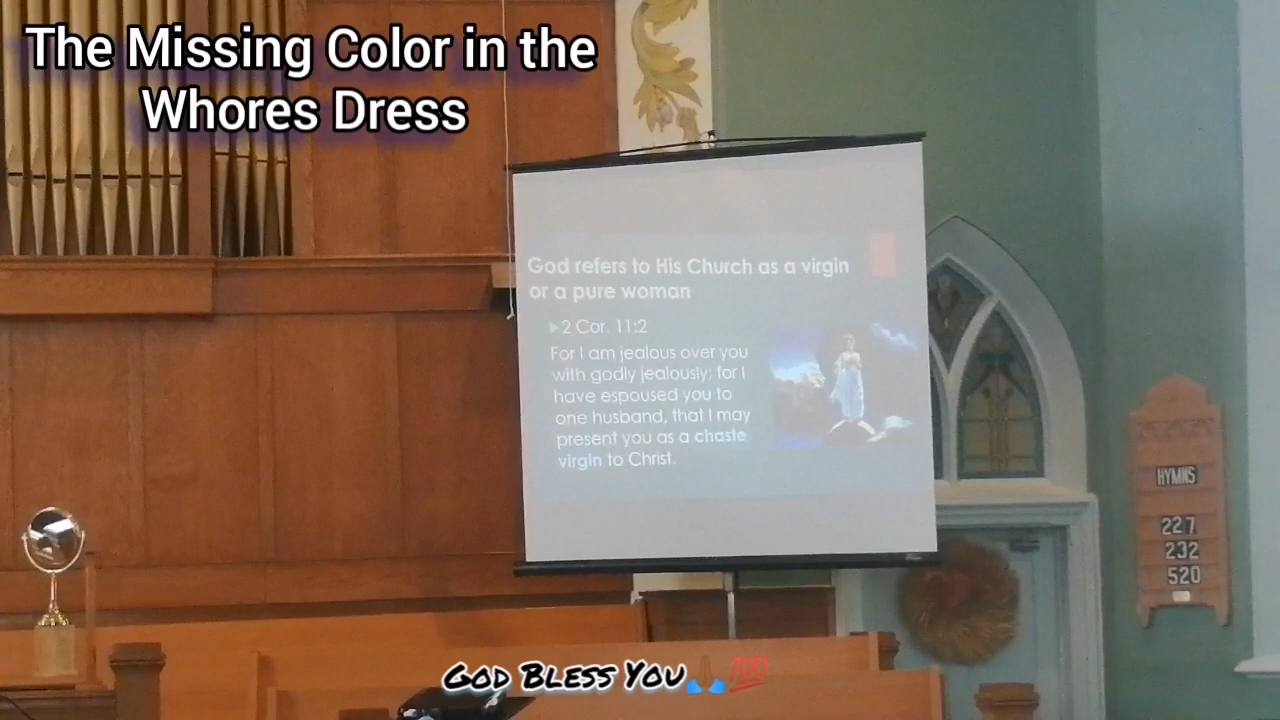 The Missing Color in the
Whores Dress
God refers to His Church as a virgin
or a pure woman
2 Cor. 11:2
For I am jealous over you
with godly jealously; for I
have espoused you to
one husband, that I may
present you as a chaste
virgin to Christ.
HYMNS
227
232
520
God Bless You🙏🏾💯